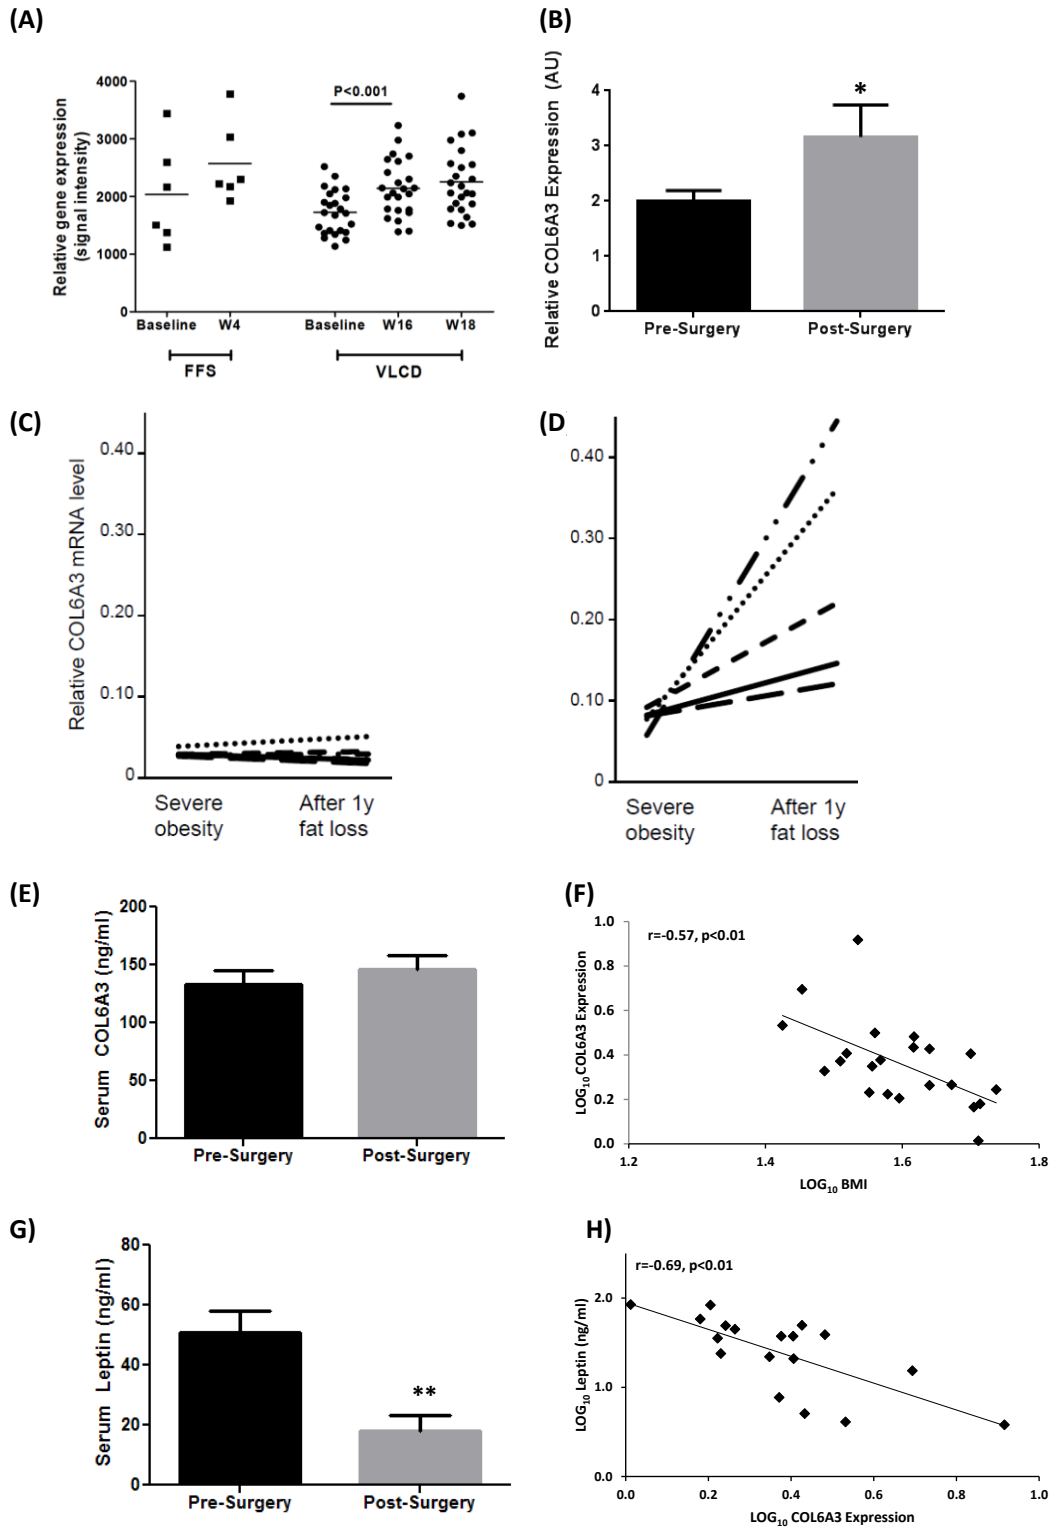 (A)
Relative gene expression
(signal intensity)
4000
3000
2000
1000
0
P<0.001
Baseline
W4
Baseline
W16
W18
FFS
VLCD
(B)
Relative COL6A3 Expression (AU)
4
3
2
1
0
*
Pre-Surgery
Post-Surgery
(C)
Relative COL6A3 mRNA level
0.40
0.30
0.20
0.10
0
Severe
obesity
After 1y
fat loss
(D
0.40
0.30
0.20
0.10
0
Severe
obesity
After 1y
fat loss
(E)
Serum COL6A3 (ng/ml)
200
150
100
50
0
Pre-Surgery
Post-Surgery
(F)
LOG10 COL6A3 Expression
1.0
0.8
0.6
0.4
0.2
0.0
r=-0.57, p<0.01
1.2
1.4
1.6
1.8
LOG10 BMI
G)
Serum Leptin (ng/ml)
80
60
40
20
0
**
Pre-Surgery
Post-Surgery
H)
LOG10 Leptin (ng/ml)
2.0
1.0
0.0
r=-0.69, p<0.01
0.0
0.2
0.4
0.6
0.8
1.0
LOG10 COL6A3 Expression